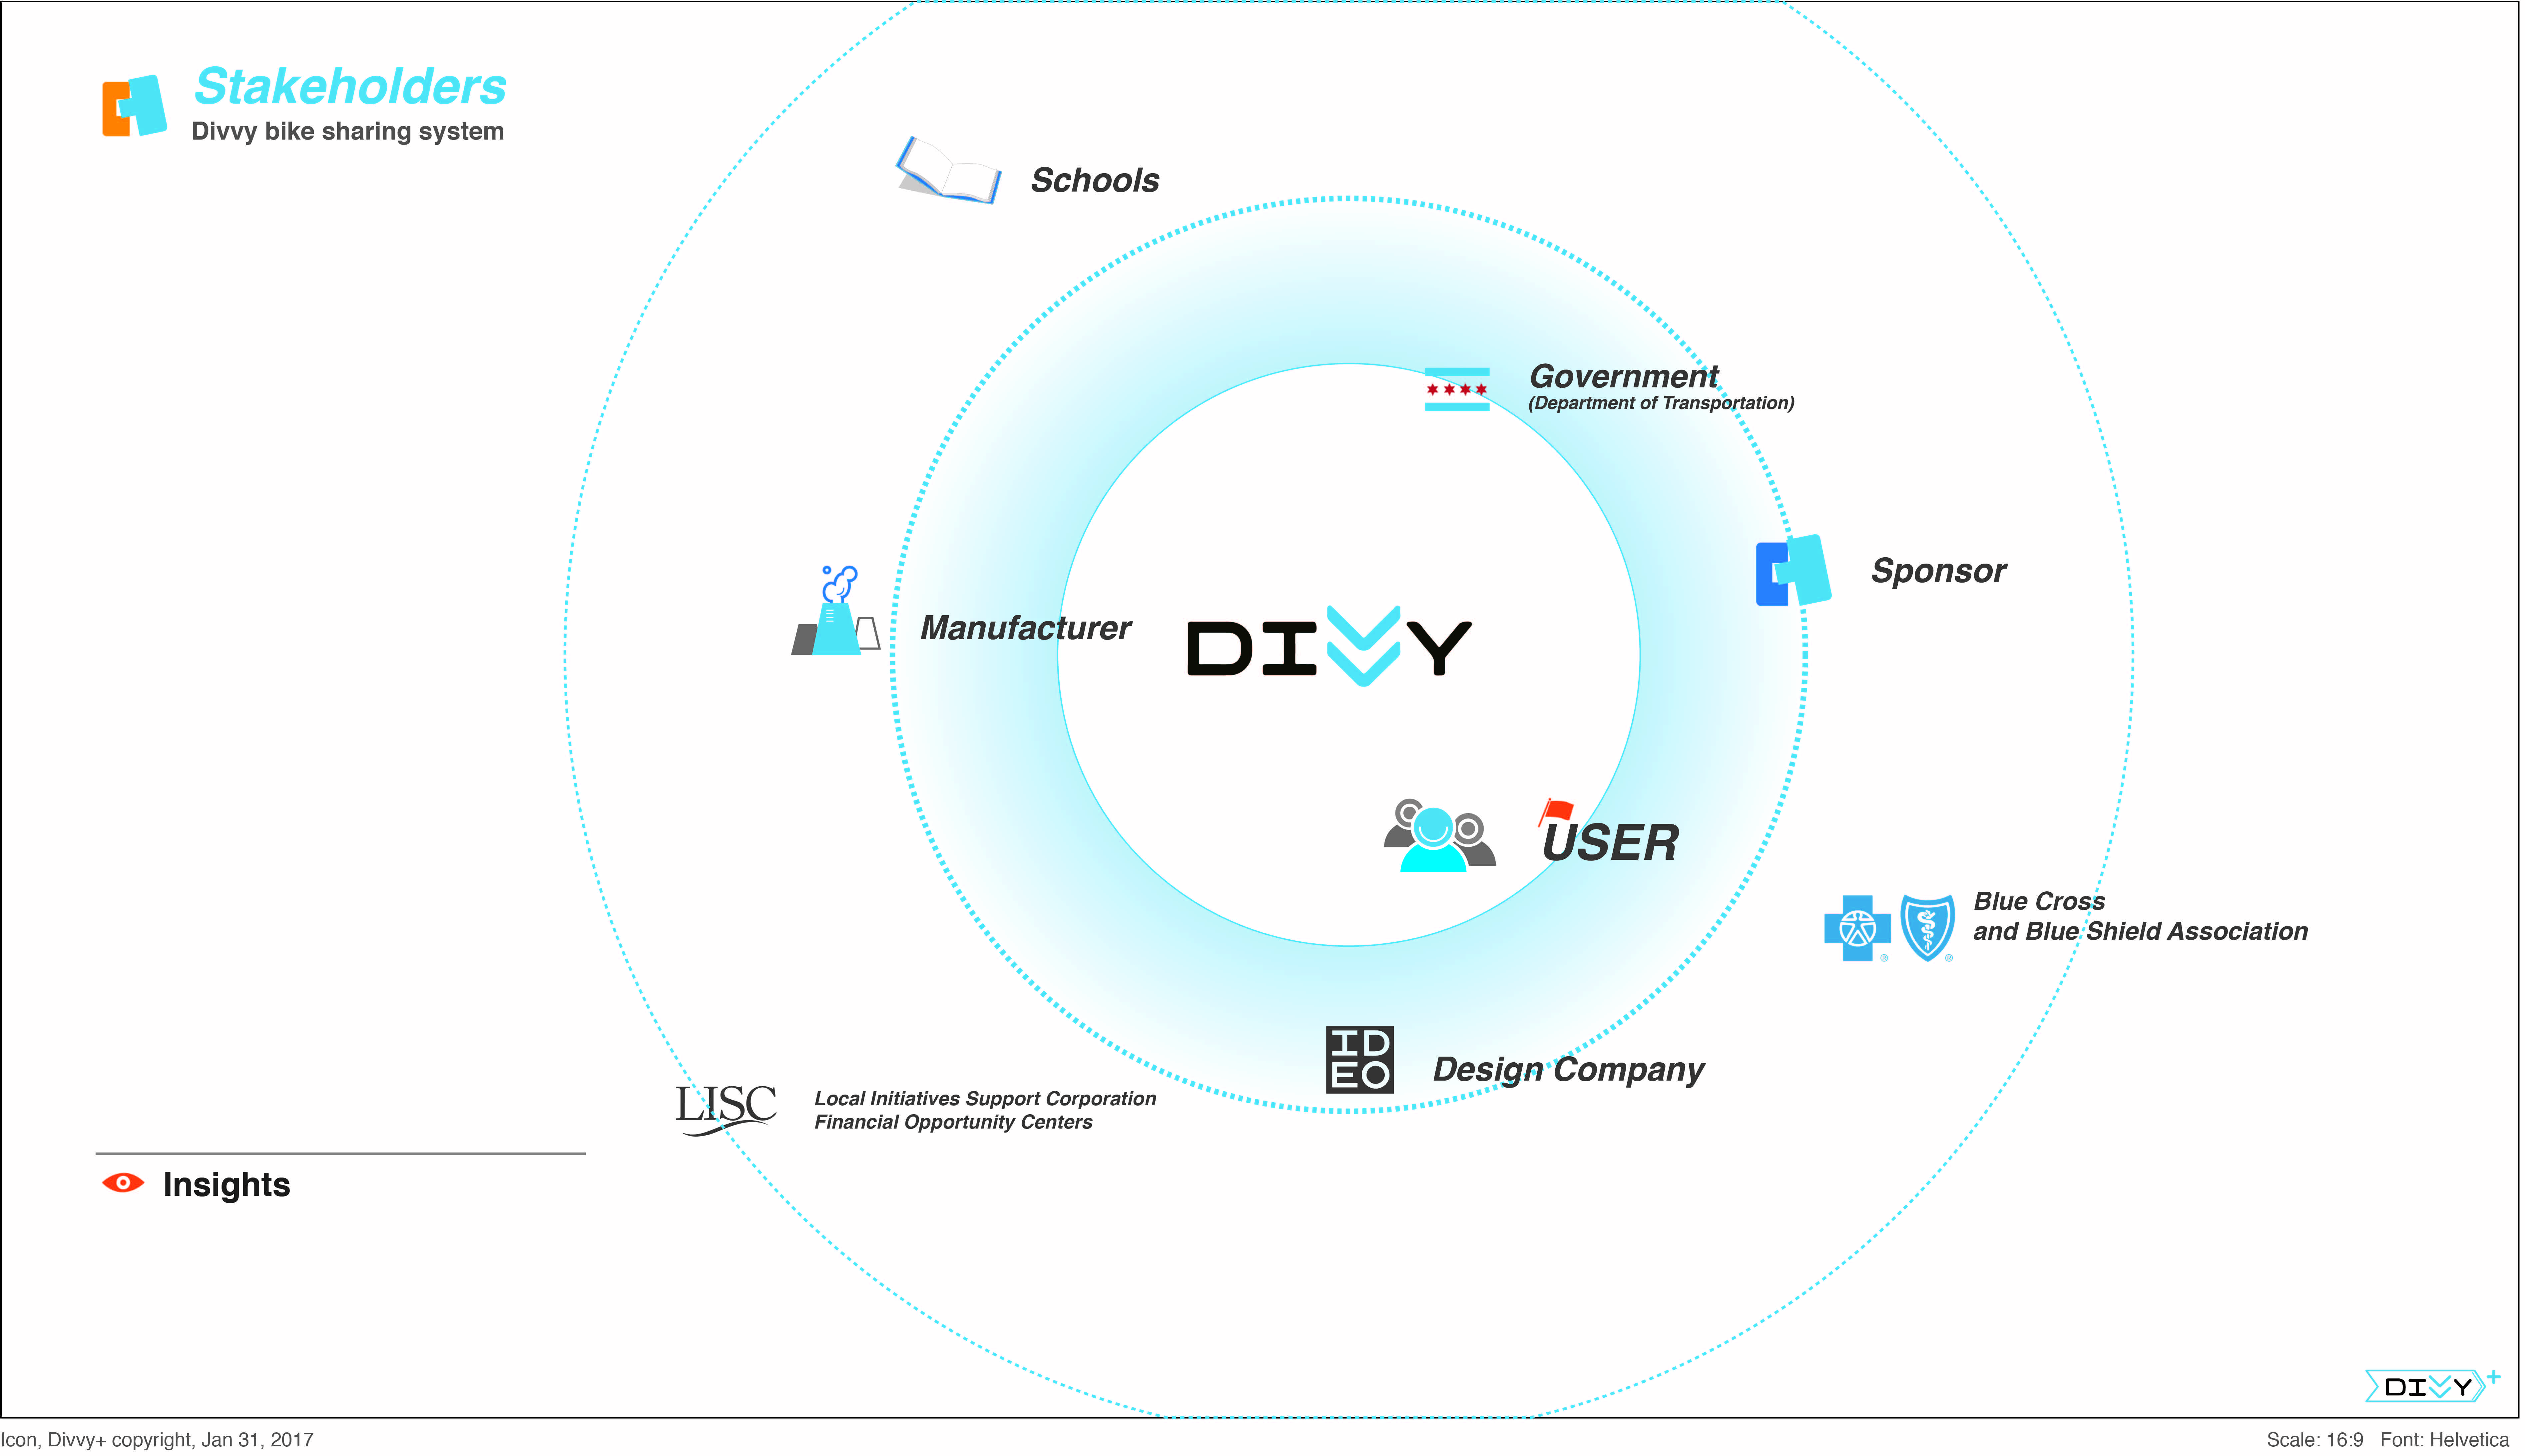 Stakeholders
Divvy bike sharing system
Schools
Government
(Department of Transportation)
Sponsor
Manufacturer
DIVVY
USER
Blue Cross
and Blue Shield Association
® ®
ID
EO
Design Company
LISC
Local Initiatives Support Corporation
Financial Opportunity Centers
Insights
DIVVY+
Icon, Divvy+ copyright, Jan 31, 2017
Scale: 16:9 Font: Helvetica